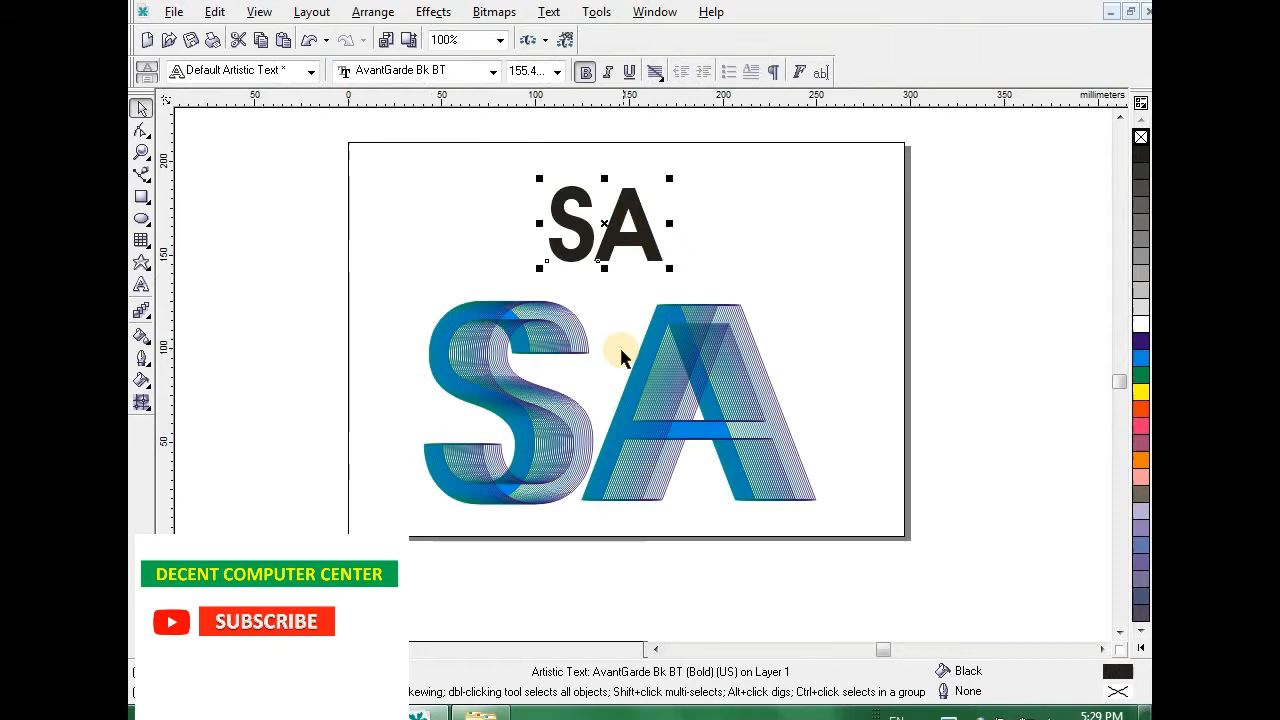 File Edit View Layout Arrange Effects Bitmaps Text Tools Window Help
100%
Default Artistic Text * AvantGarde Bk BT 155.4...
50 0 50 100 150 200 250 300 350 millimeters
200
150
100
50
SA
SA
DECENT COMPUTER CENTER
SUBSCRIBE
Artistic Text: AvantGarde Bk BT (Bold) (US) on Layer 1 Black
kewing; dbl-clicking tool selects all objects; Shift+click multi-selects; Alt+click digs; Ctrl+click selects in a group None
EN 5:29 PM